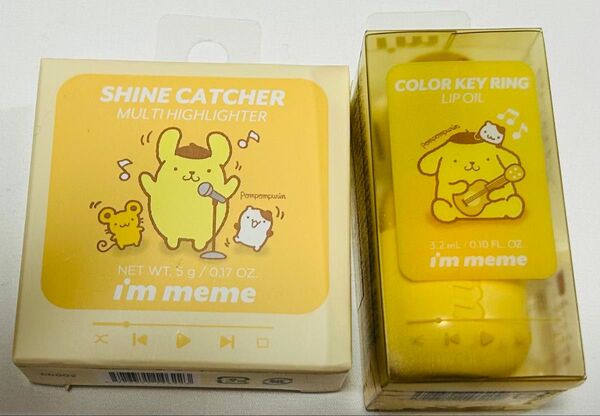 SHINE CATCHER
MULTI HIGHLIGHTER
Pompompurin
NET WT. 5 g / 0.17 OZ.
i'm meme
COLOR KEY RING
LIP OIL
Pompompurin
3.2 mL / 0.10 FL. OZ.
i'm meme